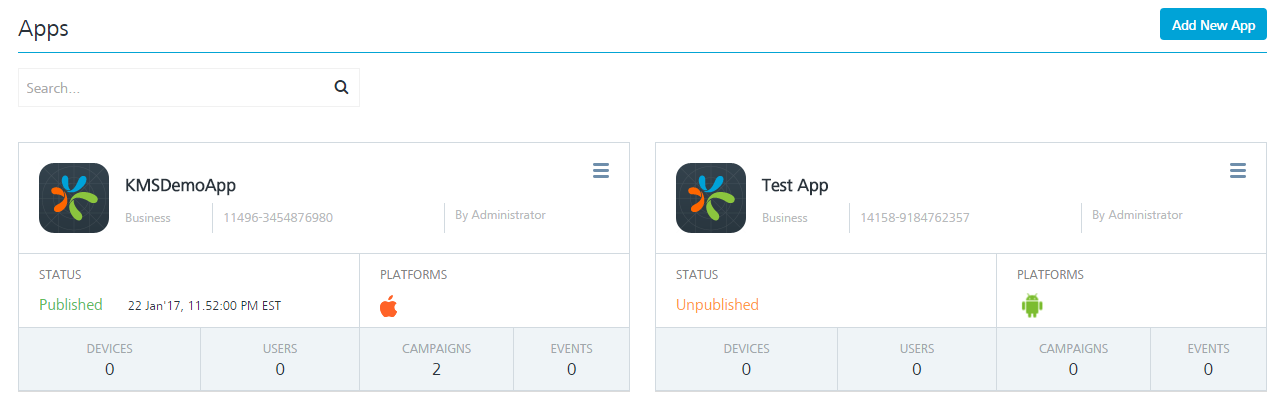 Apps
Add New App
Search...
KMSDemoApp
Business 11496-3454876980 By Administrator
STATUS PLATFORMS
Published 22 Jan'17, 11.52:00 PM EST
DEVICES USERS CAMPAIGNS EVENTS
0 0 2 0
Test App
Business 14158-9184762357 By Administrator
STATUS PLATFORMS
Unpublished
DEVICES USERS CAMPAIGNS EVENTS
0 0 0 0